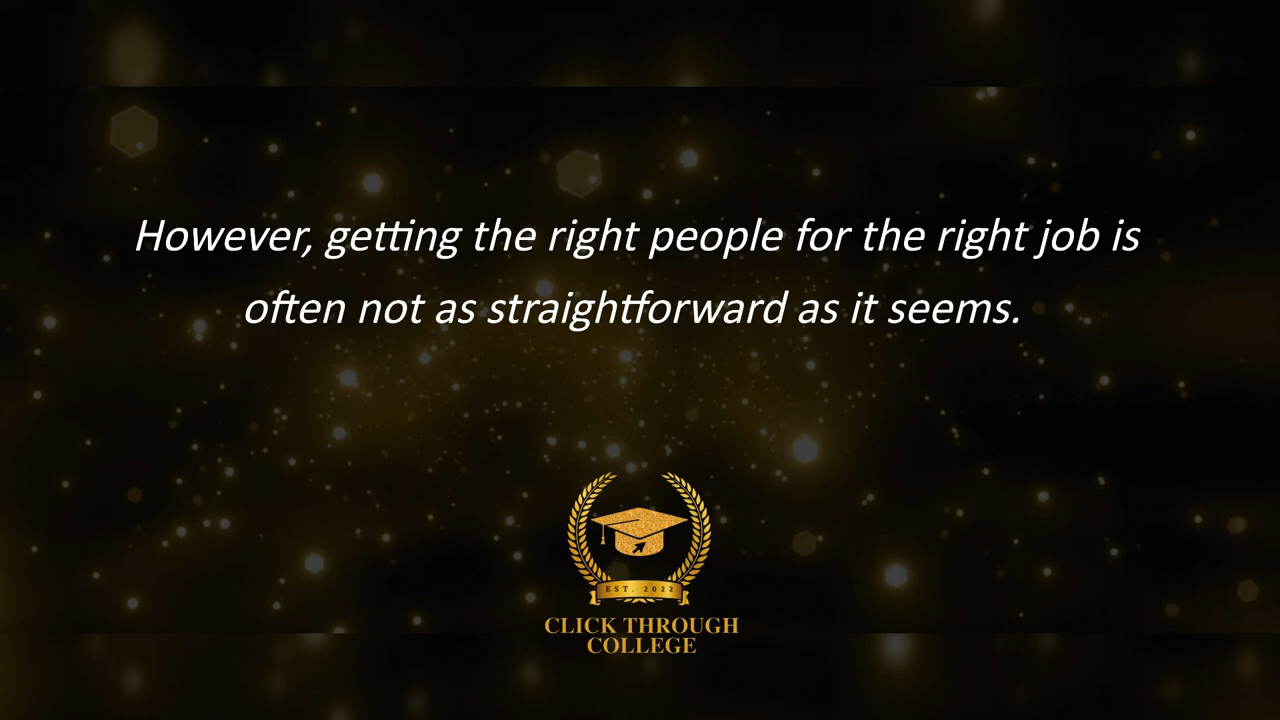 However, getting the right people for the right job is
often not as straightforward as it seems.
EST. 2022
CLICK THROUGH
COLLEGE